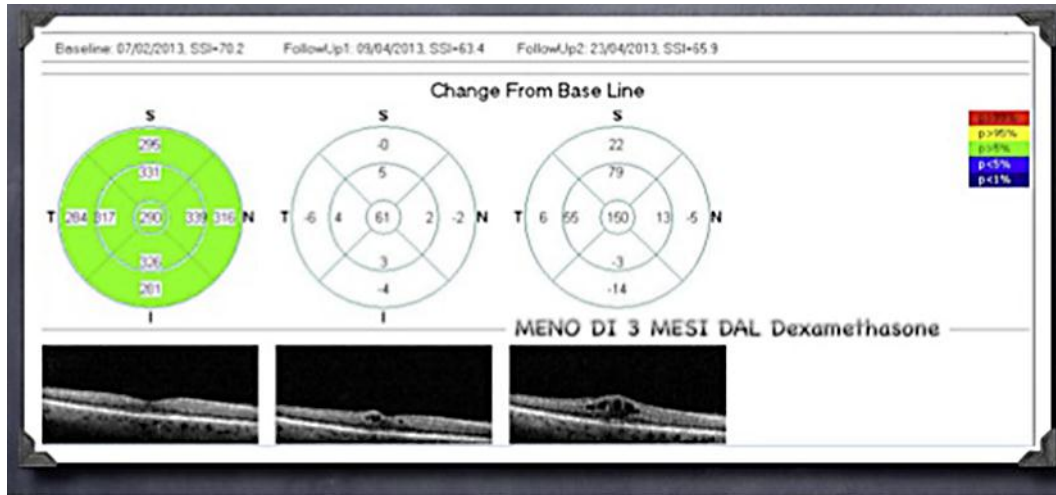 Baseline: 07/02/2013, SSI=70.2 FollowUp1: 09/04/2013, SSI=63.4 FollowUp2: 23/04/2013, SSI=65.9
Change From Base Line
S S S
295 -0 22
331 5 79
T 284 317 290 339 316 N T -6 4 61 2 -2 N T 6 55 150 13 -5 N
326 3 -3
281 -4 -14
I I
p>95%
p>5%
p<5%
p<1%
MENO DI 3 MESI DAL Dexamethasone